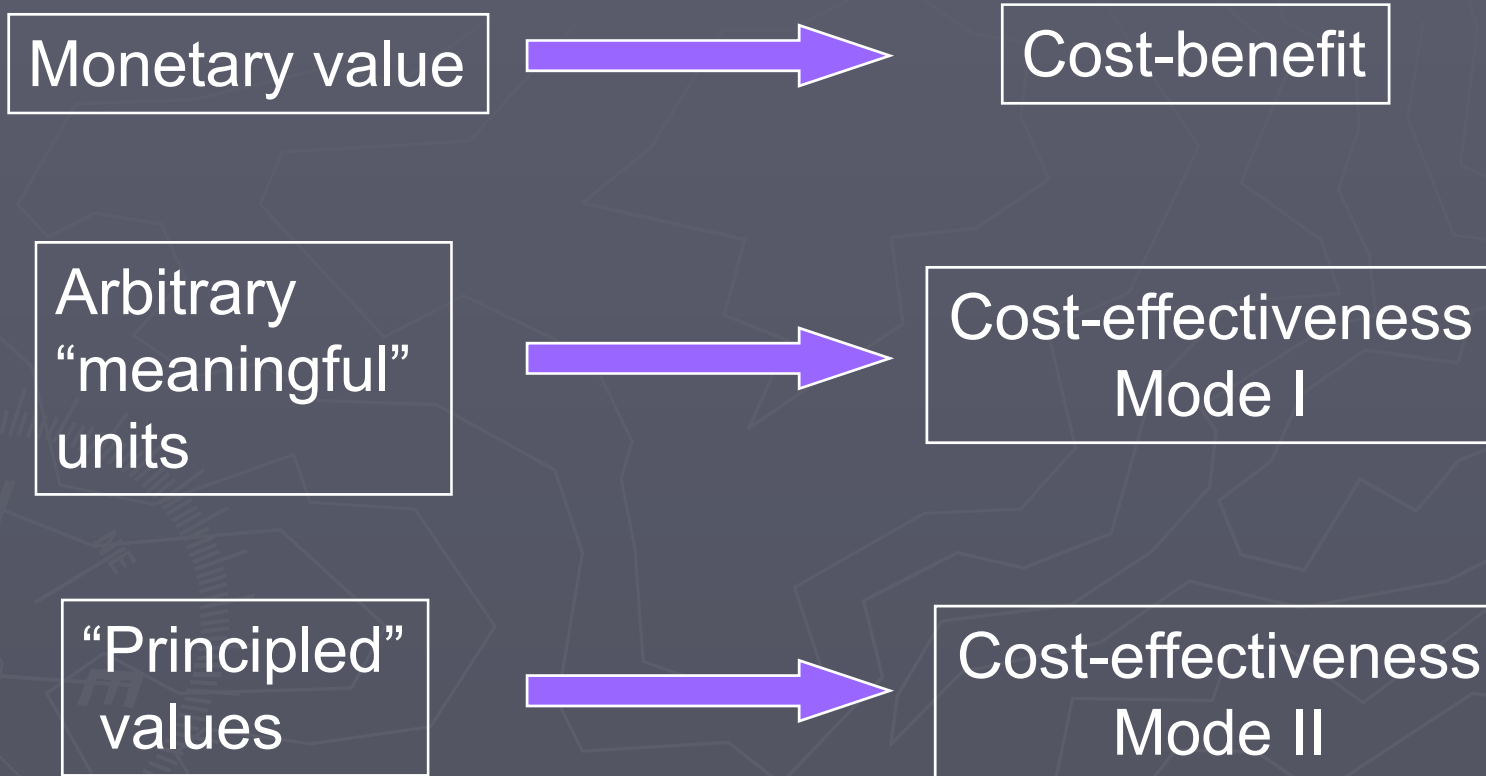 Monetary value
Cost-benefit
Arbitrary
“meaningful”
units
Cost-effectiveness
Mode I
“Principled”
values
Cost-effectiveness
Mode II